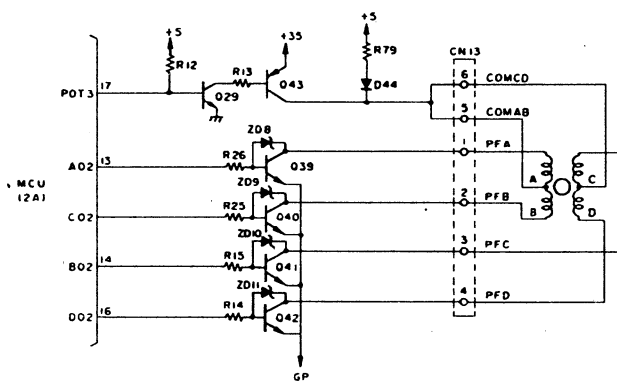 +5
+35
+5
R12
R13
Q43
R79
CN13
17
POT3
Q29
D44
6
COMCD
5
COMAB
ZD8
1
PFA
13
A02
R26
Q39
MCU
(2A)
ZD9
A
C
2
PFB
C02
R25
Q40
B
D
ZD10
3
PFC
14
B02
R15
Q41
ZD11
4
PFD
16
D02
R14
Q42
GP